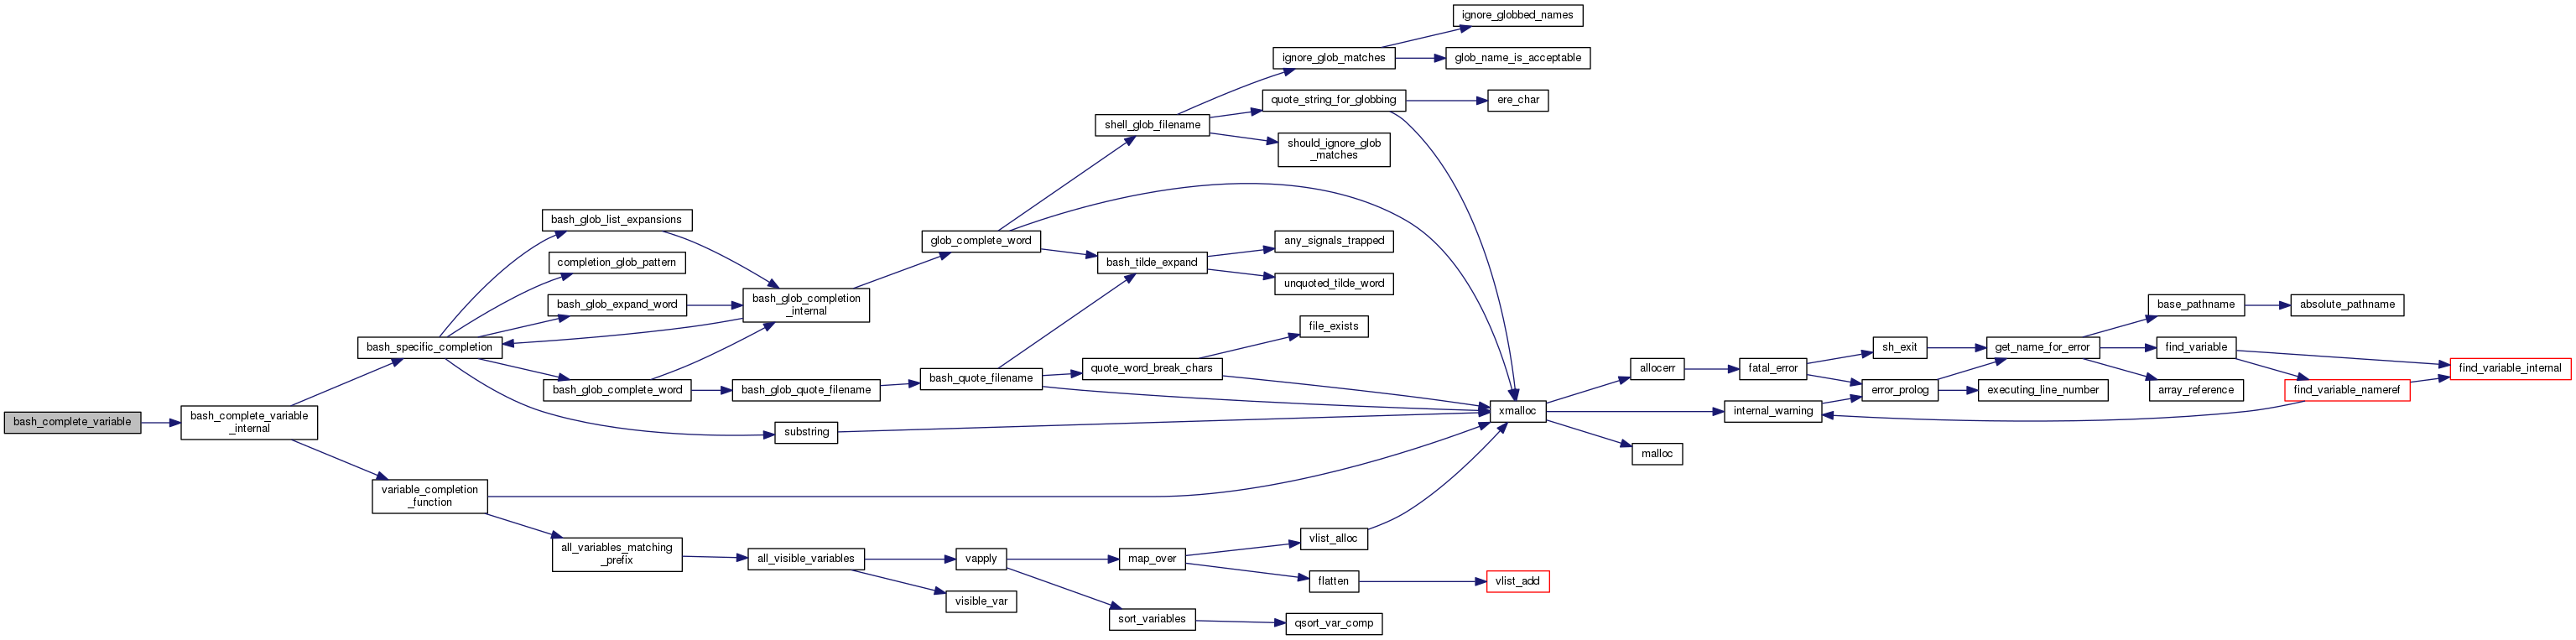 ignore_globbed_names
ignore_glob_matches
glob_name_is_acceptable
quote_string_for_globbing
ere_char
shell_glob_filename
should_ignore_glob
_matches
bash_glob_list_expansions
glob_complete_word
any_signals_trapped
completion_glob_pattern
bash_tilde_expand
unquoted_tilde_word
bash_glob_expand_word
bash_glob_completion
_internal
base_pathname
absolute_pathname
file_exists
bash_specific_completion
sh_exit
get_name_for_error
find_variable
quote_word_break_chars
allocerr
fatal_error
find_variable_internal
bash_quote_filename
bash_glob_complete_word
bash_glob_quote_filename
error_prolog
executing_line_number
array_reference
find_variable_nameref
xmalloc
internal_warning
bash_complete_variable
bash_complete_variable
_internal
substring
malloc
variable_completion
_function
vlist_alloc
all_variables_matching
_prefix
all_visible_variables
vapply
map_over
flatten
vlist_add
visible_var
sort_variables
qsort_var_comp